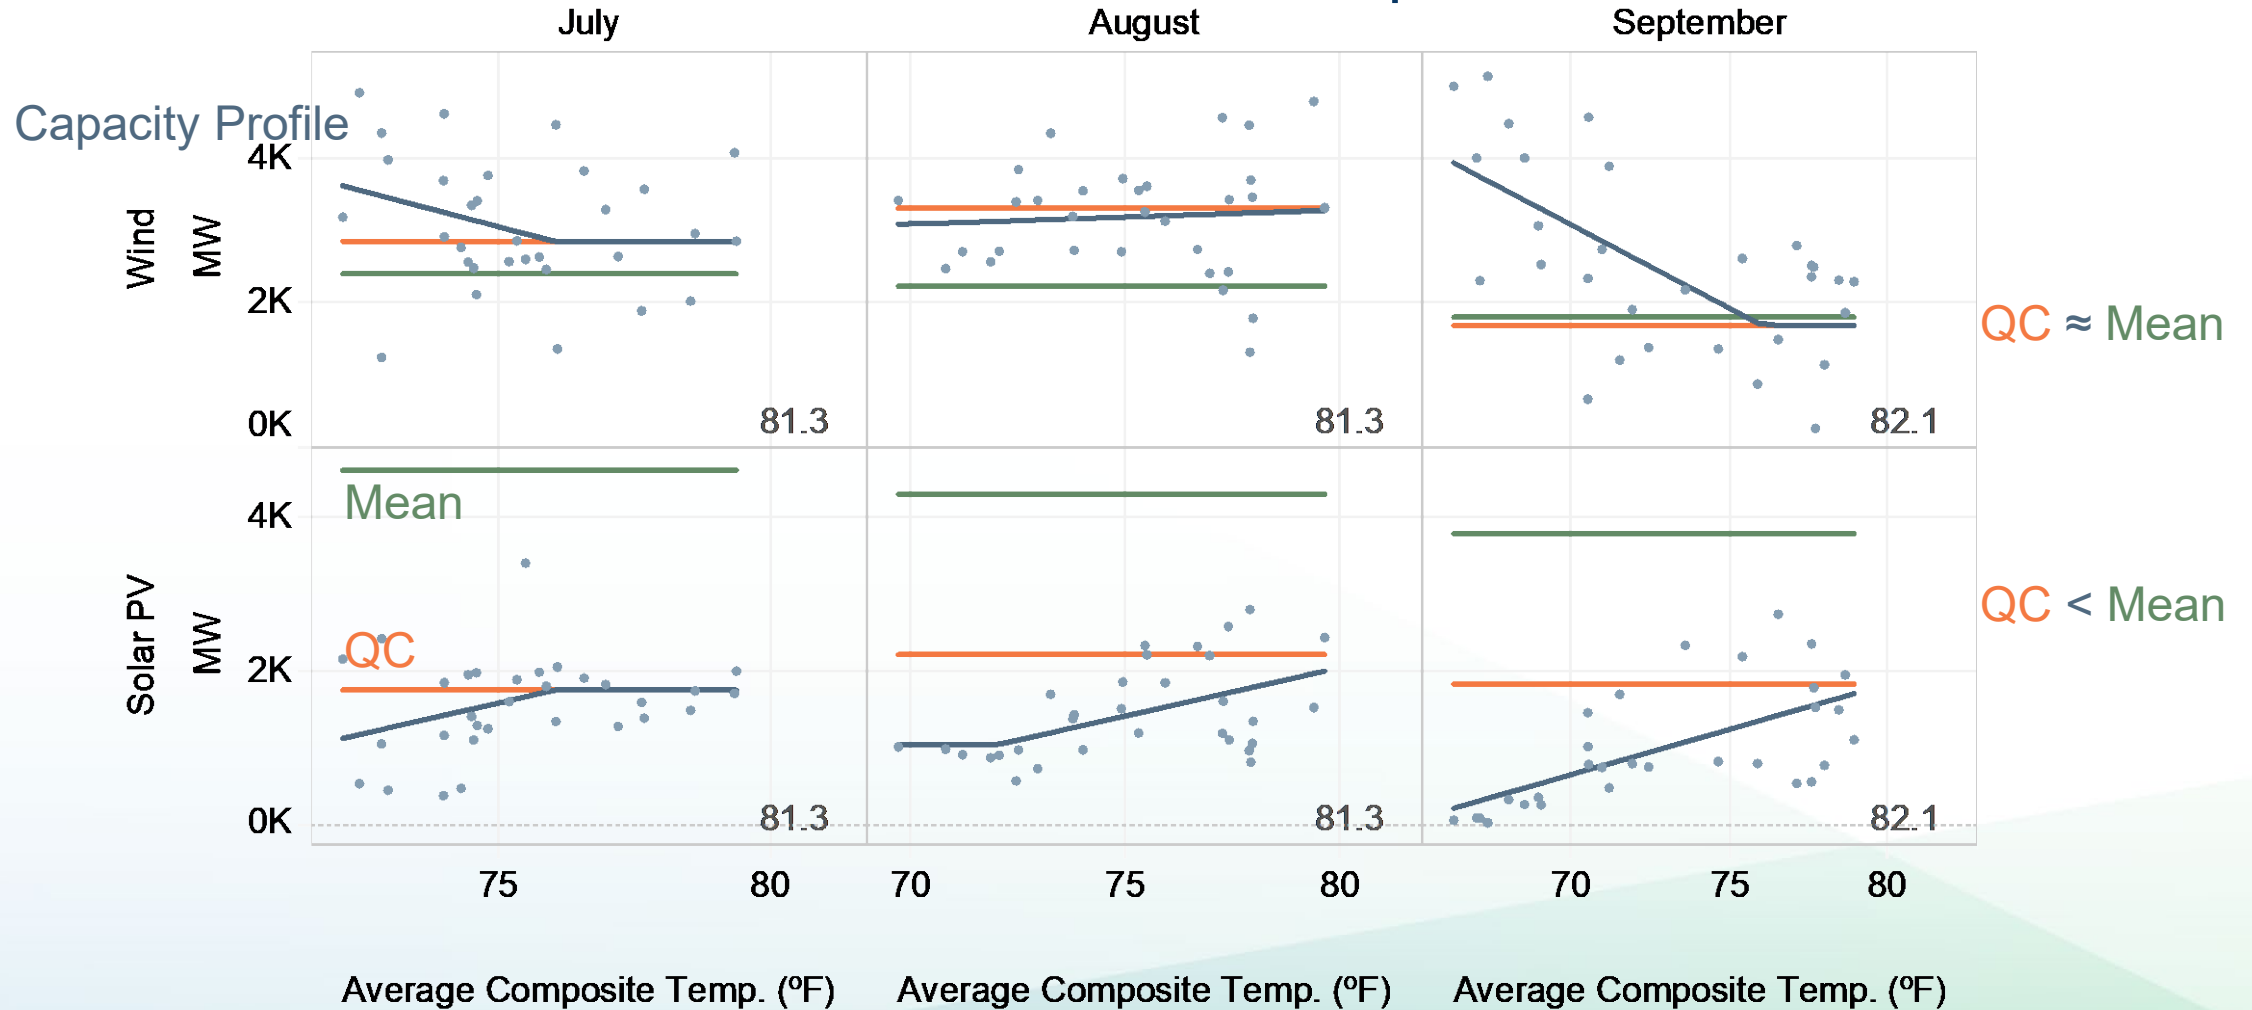 July August September
Capacity Profile
4K
Wind
MW
2K
QC ≈ Mean
0K
81.3 81.3 82.1
Mean
4K
Solar PV
MW
QC < Mean
QC
2K
0K
81.3 81.3 82.1
75 80 70 75 80 70 75 80
Average Composite Temp. (ºF) Average Composite Temp. (ºF) Average Composite Temp. (ºF)